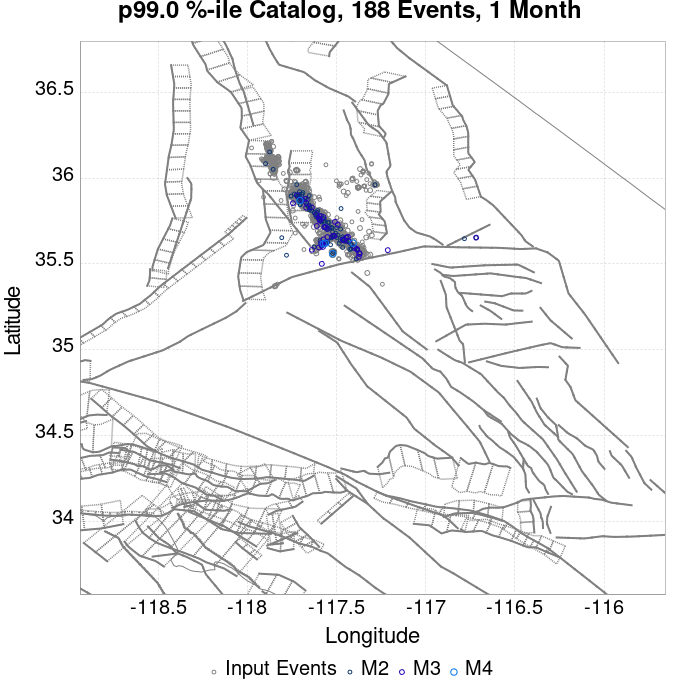 p99.0 %-ile Catalog, 188 Events, 1 Month
36.5
36
35.5
35
34.5
34
Latitude
-118.5 -118 -117.5 -117 -116.5 -116
Longitude
Input Events M2 M3 M4